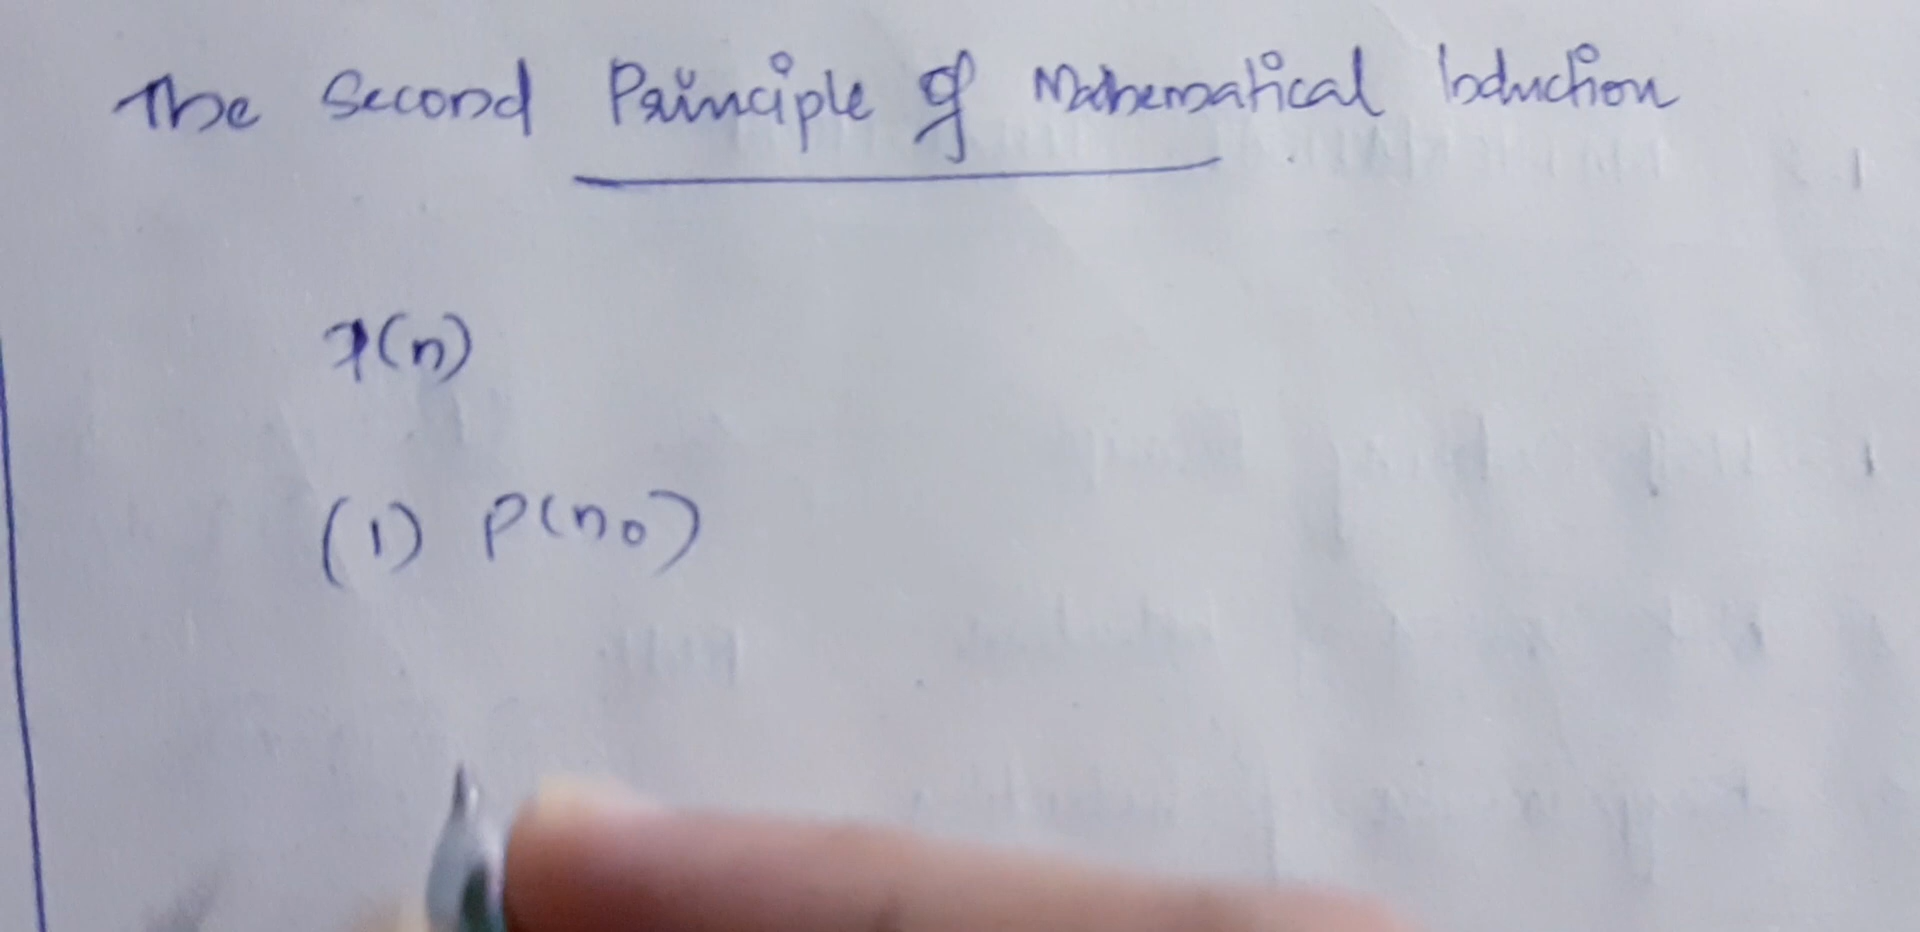 The Second Principle of Mathematical Induction
P(n)
(1) P(n₀)